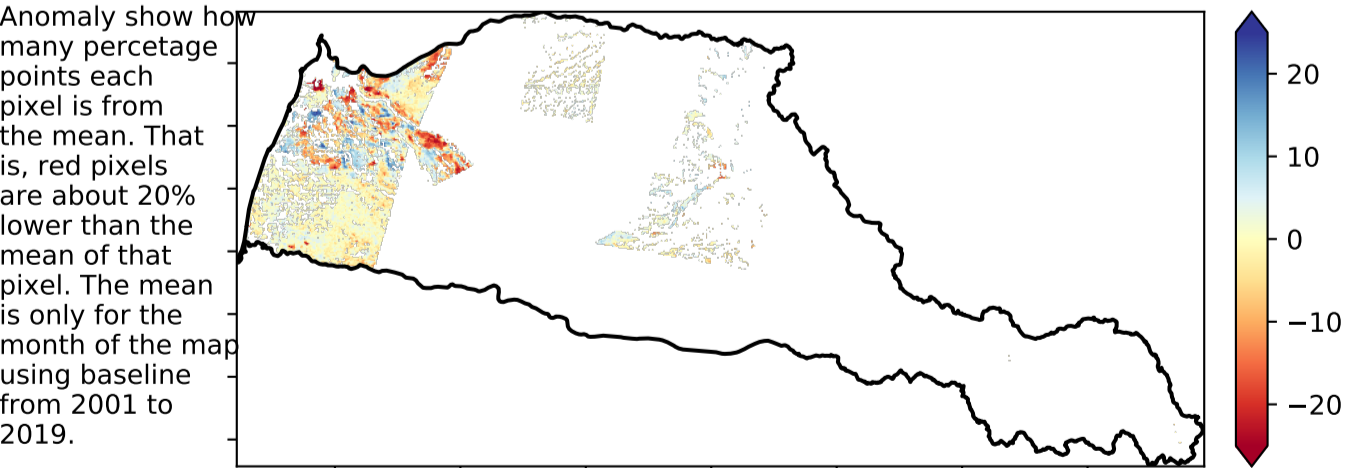 Anomaly show how
many percetage
points each
pixel is from
the mean. That
is, red pixels
are about 20%
lower than the
mean of that
pixel. The mean
is only for the
month of the map
using baseline
from 2001 to
2019.
20
10
0
−10
−20